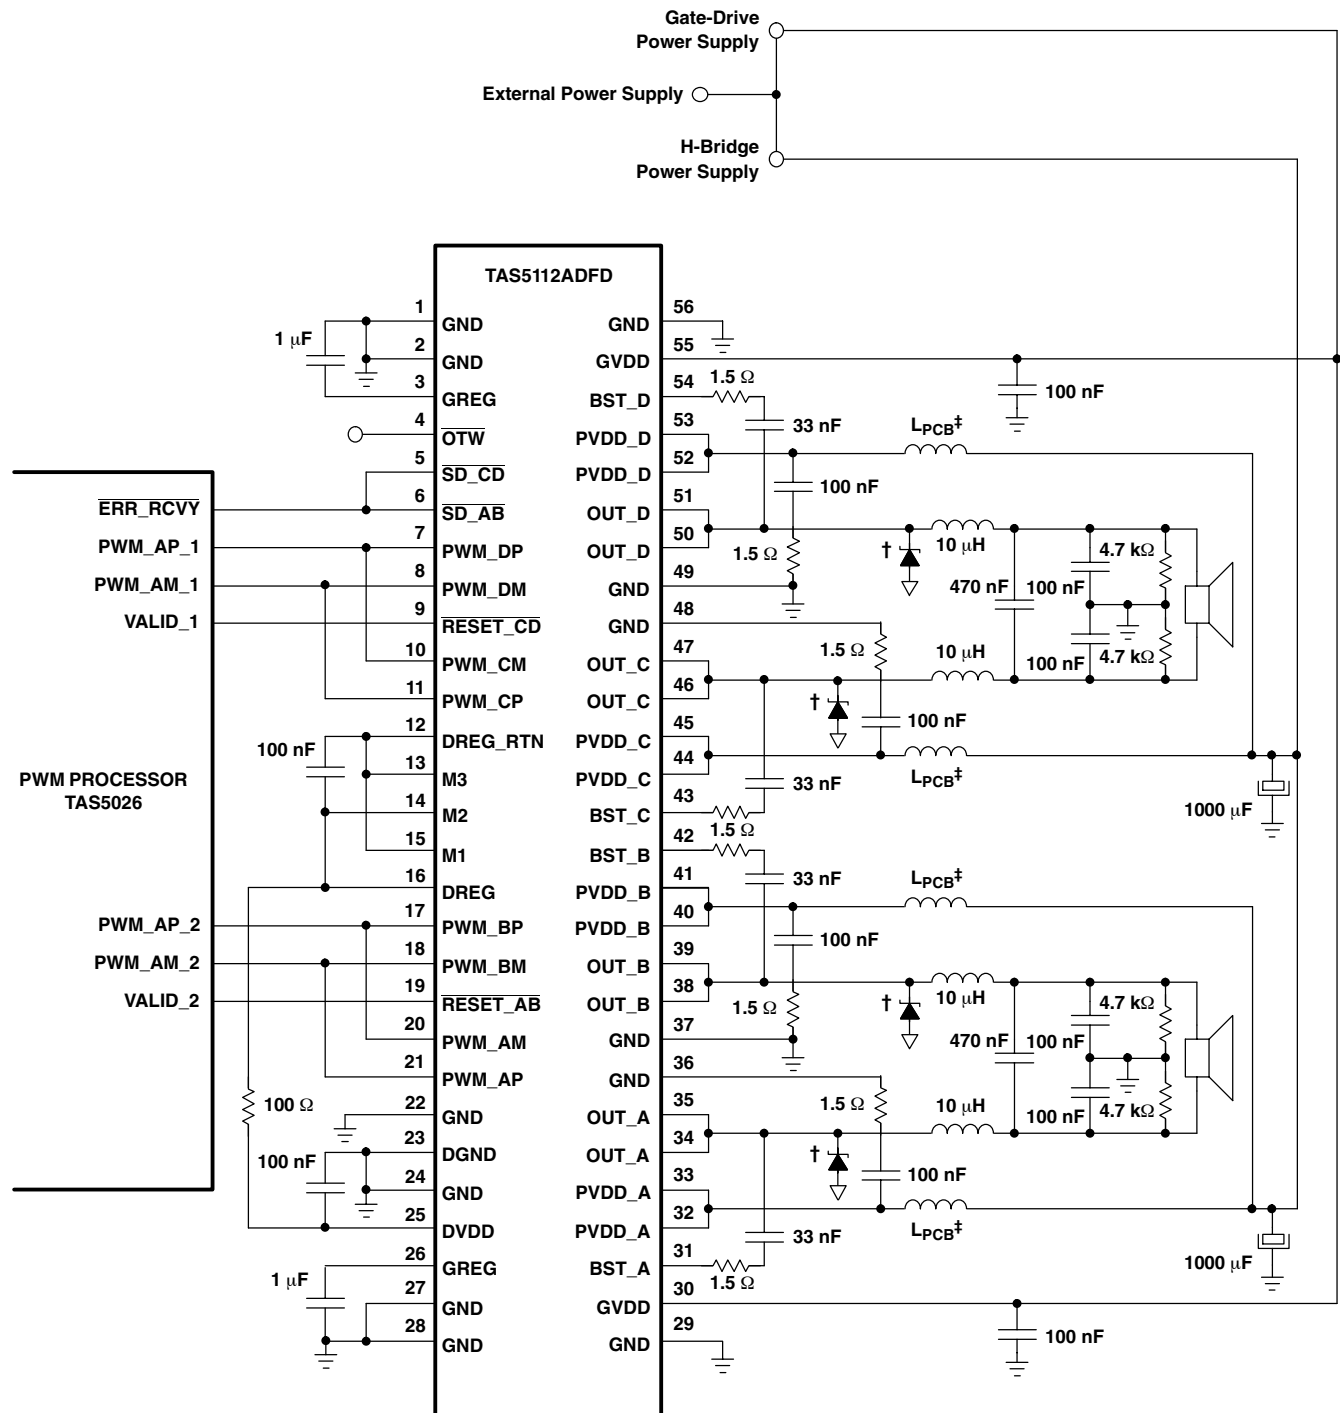 Gate-Drive
Power Supply
External Power Supply
H-Bridge
Power Supply
TAS5112ADFD
PWM PROCESSOR
TAS5026
ERR_RCVY
PWM_AP_1
PWM_AM_1
VALID_1
PWM_AP_2
PWM_AM_2
VALID_2
1 μF
100 nF
100 Ω
100 nF
1 μF
1 GND
2 GND
3 GREG
4 OTW
5 SD_CD
6 SD_AB
7 PWM_DP
8 PWM_DM
9 RESET_CD
10 PWM_CM
11 PWM_CP
12 DREG_RTN
13 M3
14 M2
15 M1
16 DREG
17 PWM_BP
18 PWM_BM
19 RESET_AB
20 PWM_AM
21 PWM_AP
22 GND
23 DGND
24 GND
25 DVDD
26 GREG
27 GND
28 GND
GND 56
GVDD 55
BST_D 54
PVDD_D 53
PVDD_D 52
OUT_D 51
OUT_D 50
GND 49
GND 48
OUT_C 47
OUT_C 46
PVDD_C 45
PVDD_C 44
BST_C 43
BST_B 42
PVDD_B 41
PVDD_B 40
OUT_B 39
OUT_B 38
GND 37
GND 36
OUT_A 35
OUT_A 34
PVDD_A 33
PVDD_A 32
BST_A 31
GVDD 30
GND 29
1.5 Ω
100 nF
33 nF
LPCB‡
100 nF
†
10 μH
4.7 kΩ
1.5 Ω
470 nF
100 nF
1.5 Ω
10 μH
100 nF
4.7 kΩ
†
100 nF
33 nF
LPCB‡
1000 μF
1.5 Ω
33 nF
LPCB‡
100 nF
†
10 μH
4.7 kΩ
1.5 Ω
470 nF
100 nF
1.5 Ω
10 μH
100 nF
4.7 kΩ
†
100 nF
33 nF
LPCB‡
1000 μF
1.5 Ω
100 nF